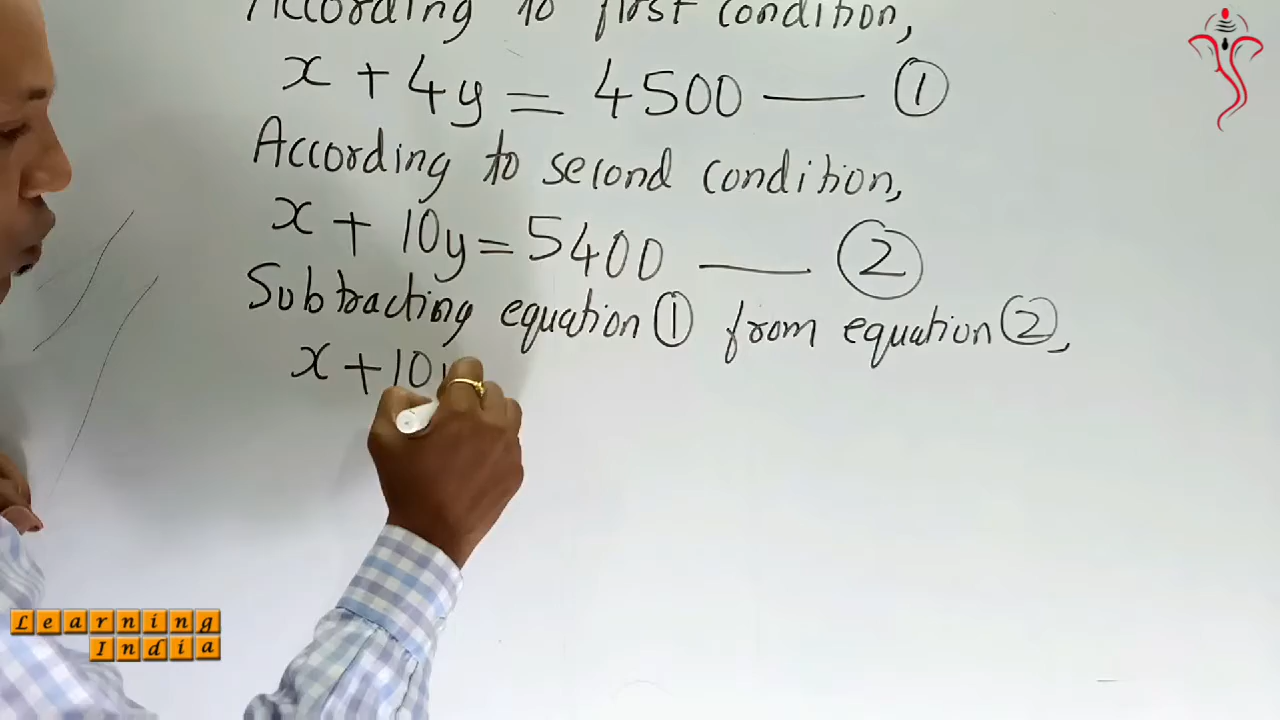 According to first condition,
x + 4y = 4500 —— ①
According to second condition,
x + 10y = 5400 —— ②
Subtracting equation ① from equation ②,
x + 10y
Learning
India